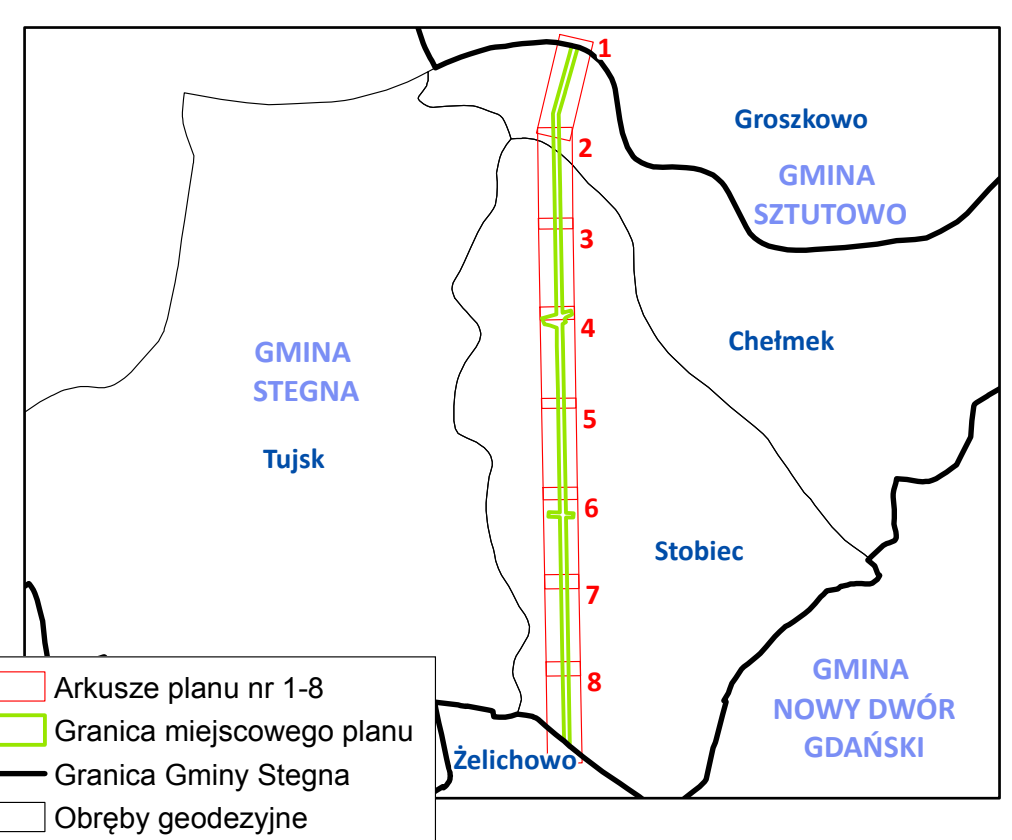 1
Groszkowo
2
GMINA
SZTUTOWO
3
4
Chełmek
GMINA
STEGNA
5
Tujsk
6
Stobiec
7
8
GMINA
NOWY DWÓR
GDAŃSKI
Żelichowo
Arkusze planu nr 1-8
Granica miejscowego planu
Granica Gminy Stegna
Obręby geodezyjne